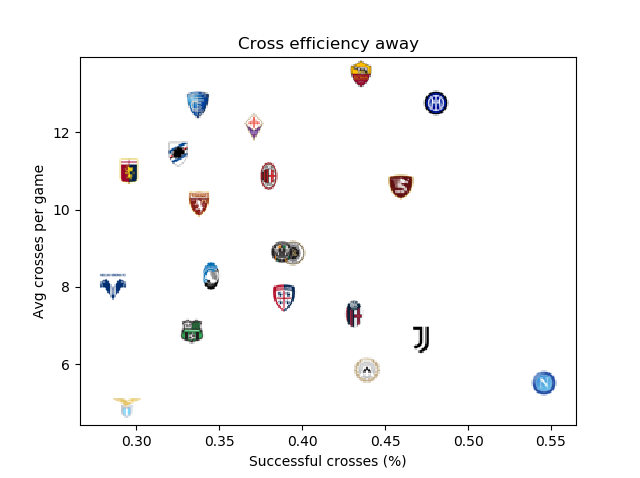 Cross efficiency away
Avg crosses per game
12
10
8
6
0.30 0.35 0.40 0.45 0.50 0.55
Successful crosses (%)
N